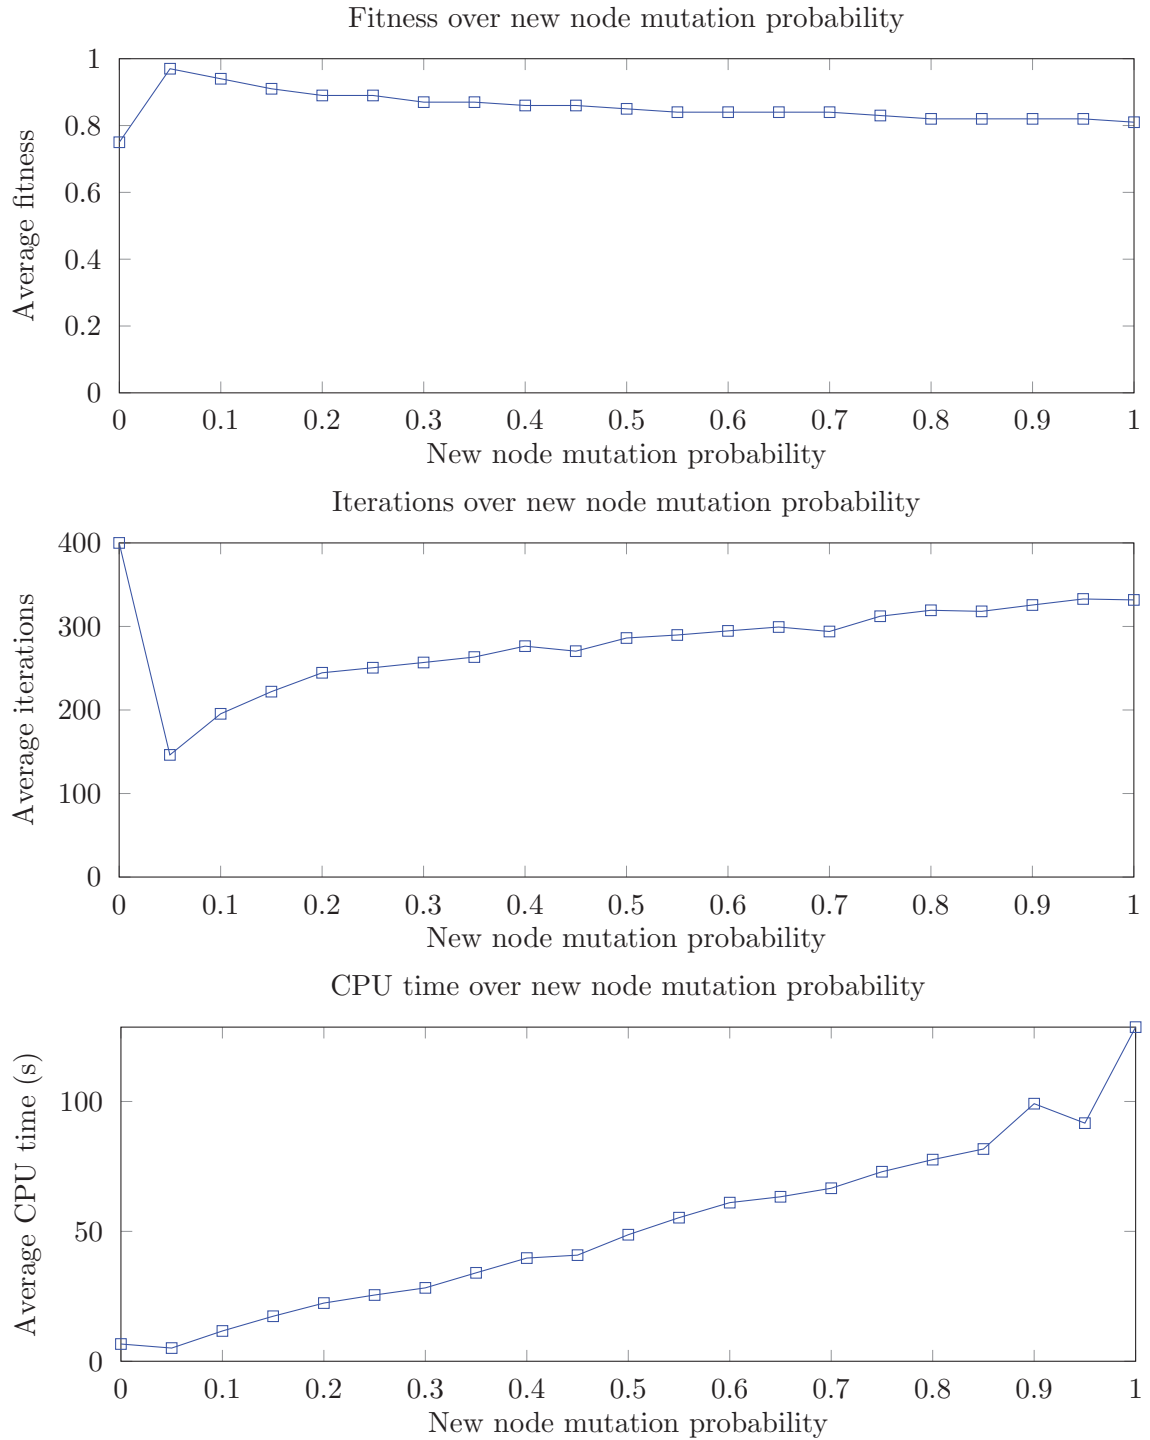 Fitness over new node mutation probability
1
0.8
0.6
0.4
0.2
0
Average fitness
0 0.1 0.2 0.3 0.4 0.5 0.6 0.7 0.8 0.9 1
New node mutation probability
Iterations over new node mutation probability
400
300
200
100
0
Average iterations
0 0.1 0.2 0.3 0.4 0.5 0.6 0.7 0.8 0.9 1
New node mutation probability
CPU time over new node mutation probability
100
50
0
Average CPU time (s)
0 0.1 0.2 0.3 0.4 0.5 0.6 0.7 0.8 0.9 1
New node mutation probability